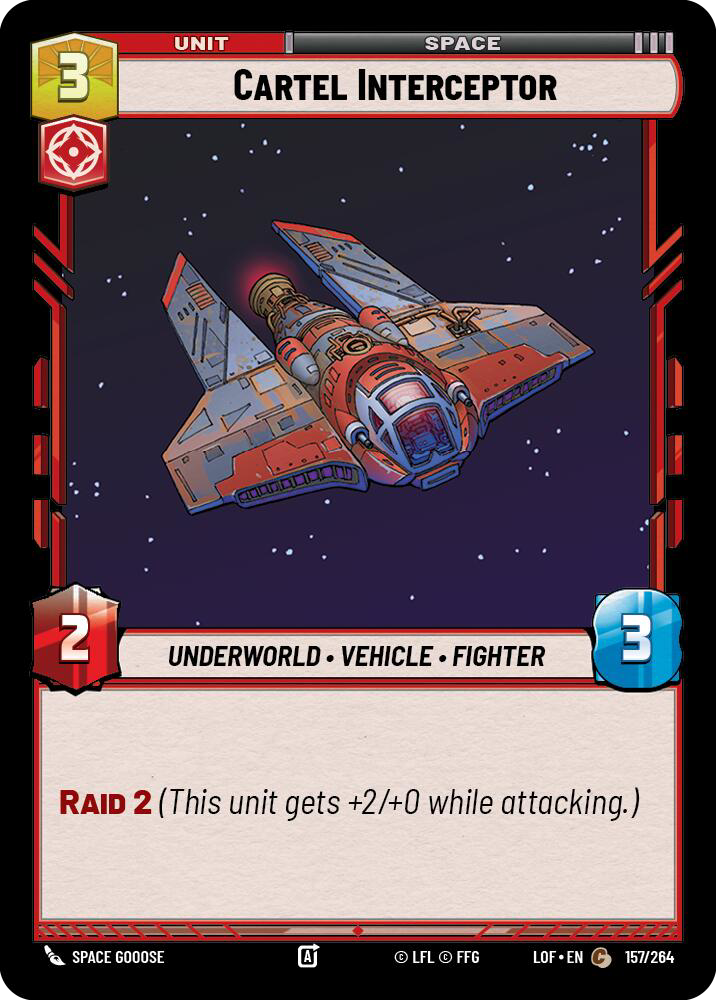 UNIT
SPACE
3
CARTEL INTERCEPTOR
2
UNDERWORLD • VEHICLE • FIGHTER
3
RAID 2 (This unit gets +2/+0 while attacking.)
SPACE GOOOSE
A
© LFL © FFG
LOF • EN
C
157/264